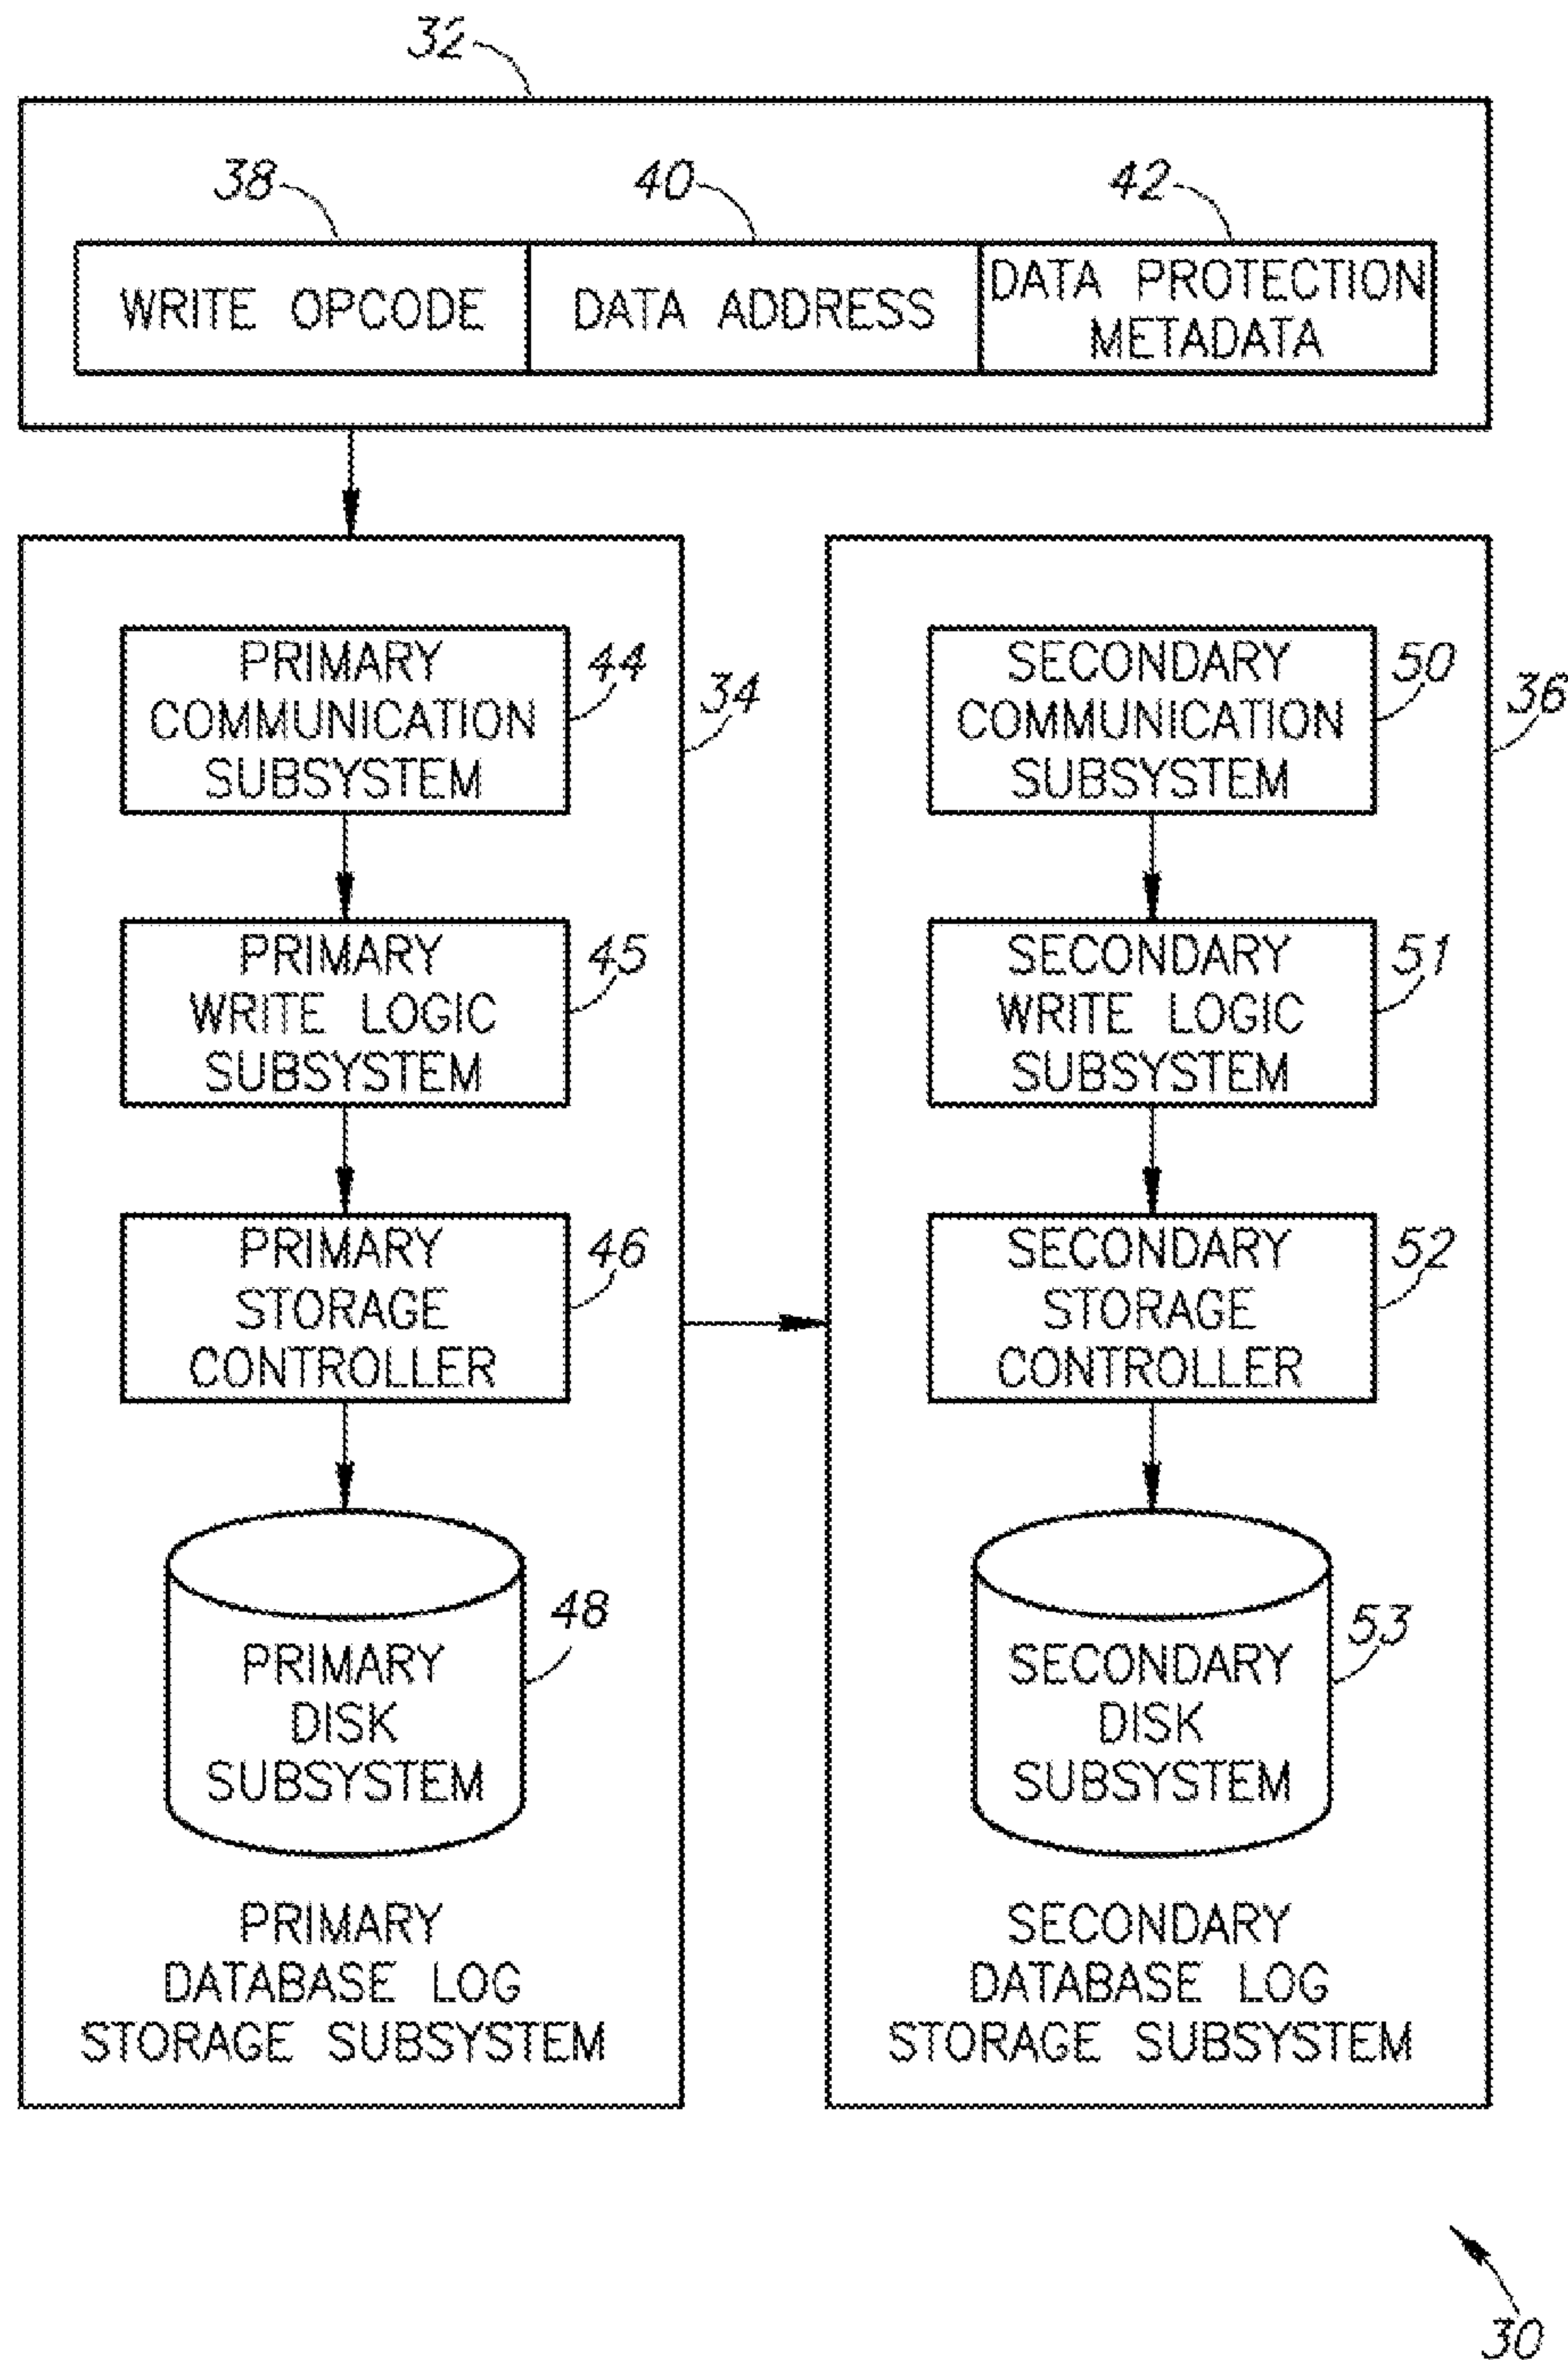 32
38
40
42
WRITE OPCODE
DATA ADDRESS
DATA PROTECTION
METADATA
PRIMARY
COMMUNICATION
SUBSYSTEM
44
34
PRIMARY
WRITE LOGIC
SUBSYSTEM
45
PRIMARY
STORAGE
CONTROLLER
46
PRIMARY
DISK
SUBSYSTEM
48
PRIMARY
DATABASE LOG
STORAGE SUBSYSTEM
SECONDARY
COMMUNICATION
SUBSYSTEM
50
36
SECONDARY
WRITE LOGIC
SUBSYSTEM
51
SECONDARY
STORAGE
CONTROLLER
52
SECONDARY
DISK
SUBSYSTEM
53
SECONDARY
DATABASE LOG
STORAGE SUBSYSTEM
30